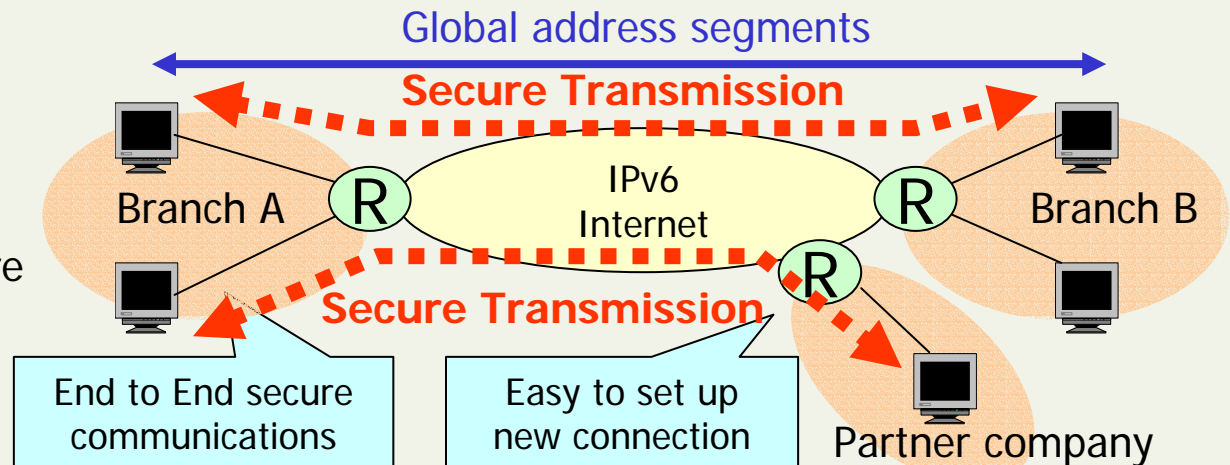 Global address segments
Secure Transmission
IPv6
Internet
Branch A
R
R
Branch B
R
re
Secure Transmission
End to End secure
communications
Easy to set up
new connection
Partner company